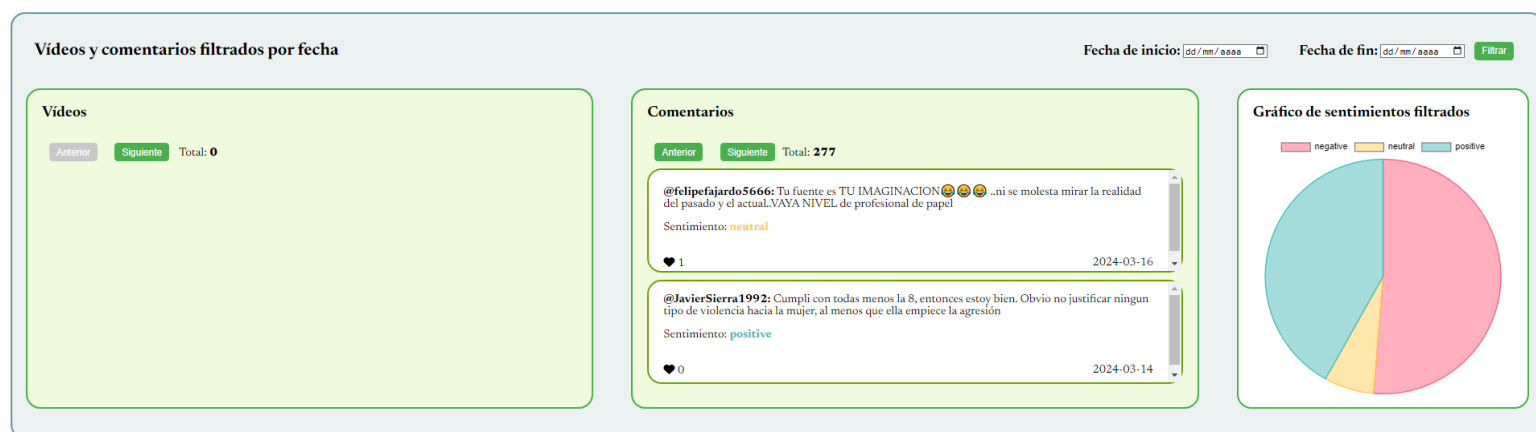 Vídeos y comentarios filtrados por fecha
Fecha de inicio: dd/mm/aaaa Fecha de fin: dd/mm/aaaa Filtrar
Vídeos
Anterior Siguiente Total: 0
Comentarios
Anterior Siguiente Total: 277
@felipefajardo5666: Tu fuente es TU IMAGINACION😂😂😂 ..ni se molesta mirar la realidad
del pasado y el actual..VAYA NIVEL de profesional de papel
Sentimiento: neutral
1 2024-03-16
@JavierSierra1992: Cumpli con todas menos la 8, entonces estoy bien. Obvio no justificar ningun
tipo de violencia hacia la mujer, al menos que ella empiece la agresión
Sentimiento: positive
0 2024-03-14
Gráfico de sentimientos filtrados
negative neutral positive